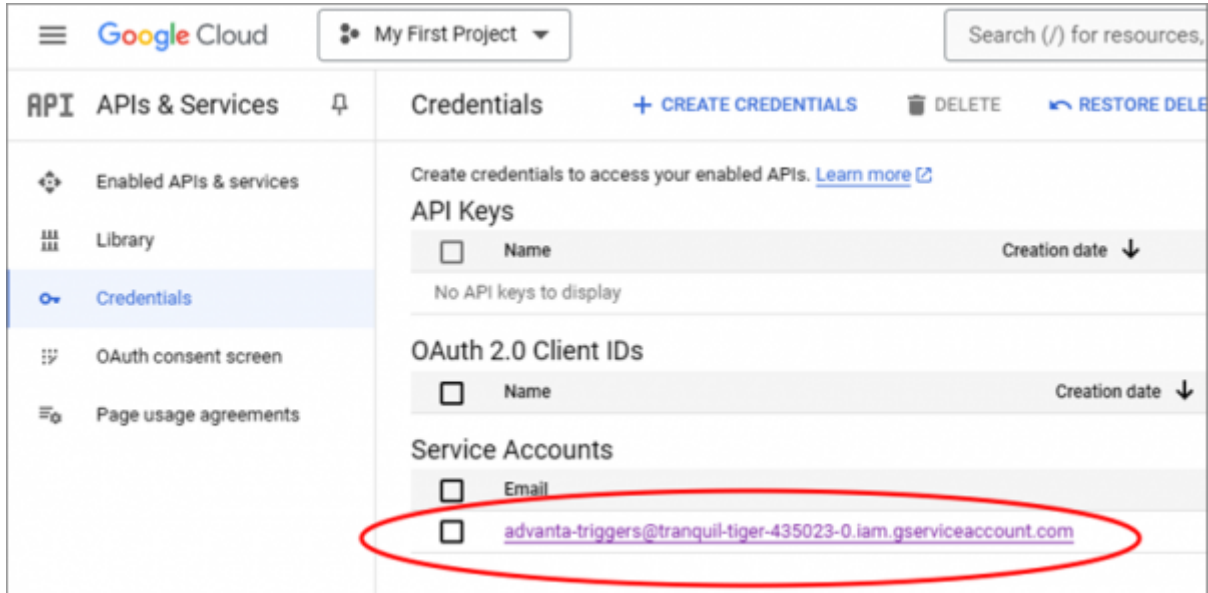 Google Cloud
My First Project
Search (/) for resources,
API APIs & Services
Credentials
CREATE CREDENTIALS
DELETE
RESTORE DELE
Enabled APIs & services
Library
Credentials
OAuth consent screen
Page usage agreements
Create credentials to access your enabled APIs. Learn more
API Keys
Name Creation date
No API keys to display
OAuth 2.0 Client IDs
Name Creation date
Service Accounts
Email
advanta-triggers@tranquil-tiger-435023-0.iam.gserviceaccount.com